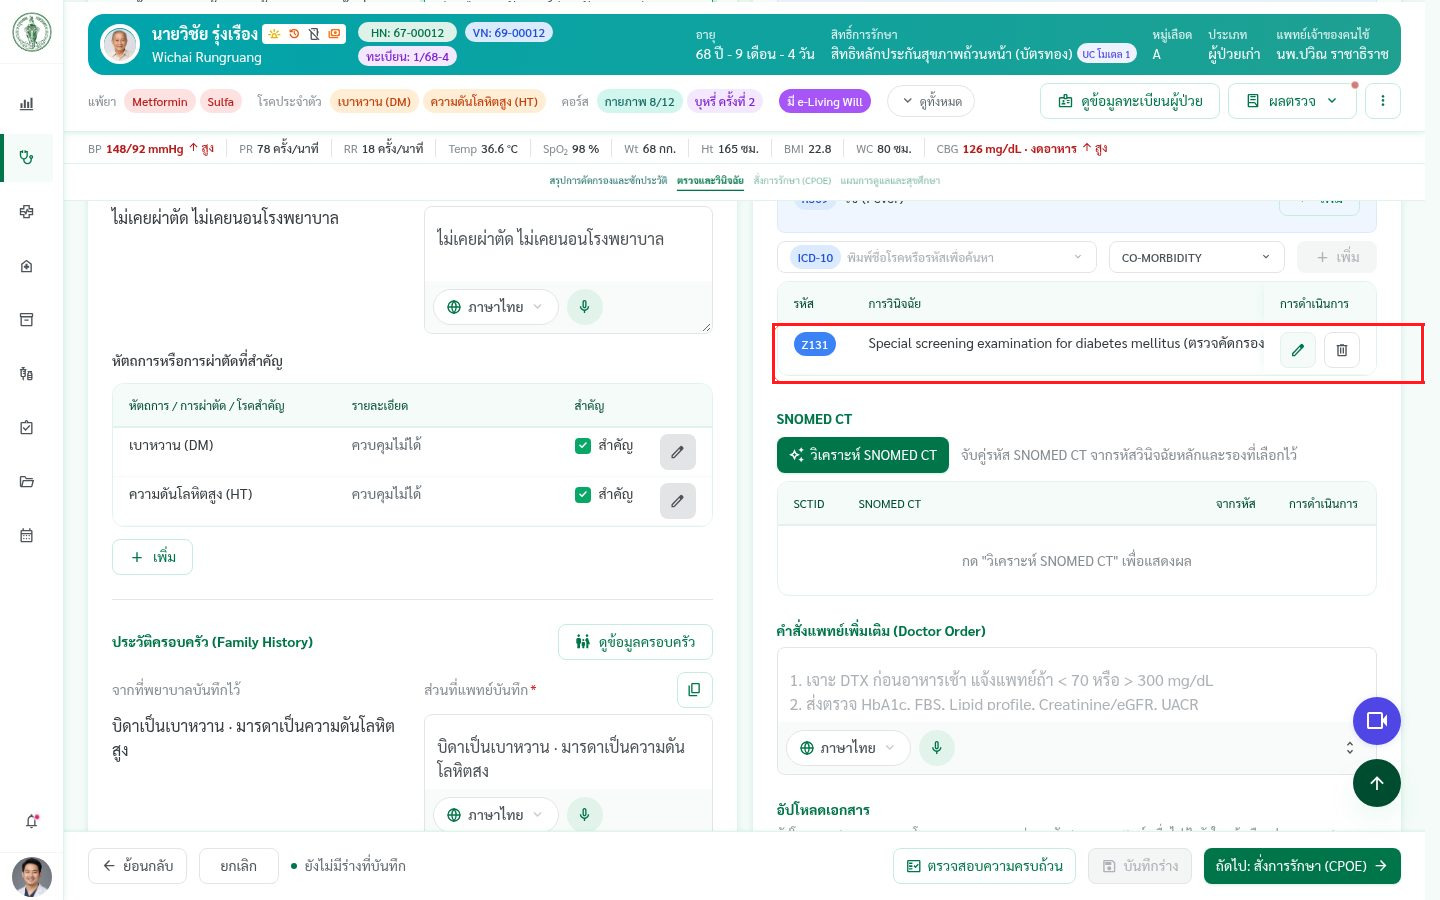 นายวิชัย รุ่งเรือง
Wichai Rungruang
HN: 67-00012
VN: 69-00012
ทะเบียน: 1/68-4
อายุ
68 ปี - 9 เดือน - 4 วัน
สิทธิการรักษา
สิทธิหลักประกันสุขภาพถ้วนหน้า (บัตรทอง) UC โมเดล 1
หมู่เลือด
A
ประเภท
ผู้ป่วยเก่า
แพทย์เจ้าของคนไข้
นพ.ปวิณ ราชาธิราช
แพ้ยา Metformin Sulfa โรคประจำตัว เบาหวาน (DM) ความดันโลหิตสูง (HT) คอร์ส กายภาพ 8/12 บุหรี่ ครั้งที่ 2 มี e-Living Will ดูทั้งหมด
ดูข้อมูลทะเบียนผู้ป่วย
ผลตรวจ
BP 148/92 mmHg ↑ สูง PR 78 ครั้ง/นาที RR 18 ครั้ง/นาที Temp 36.6 °C SpO₂ 98 % Wt 68 กก. Ht 165 ซม. BMI 22.8 WC 80 ซม. CBG 126 mg/dL · งดอาหาร ↑ สูง
สรุปการคัดกรองและซักประวัติ ตรวจและวินิจฉัย สั่งการรักษา (CPOE) แผนการดูแลและสุขศึกษา
ไม่เคยผ่าตัด ไม่เคยนอนโรงพยาบาล
ไม่เคยผ่าตัด ไม่เคยนอนโรงพยาบาล
ภาษาไทย
หัตถการหรือการผ่าตัดที่สำคัญ
หัตถการ / การผ่าตัด / โรคสำคัญ รายละเอียด สำคัญ
เบาหวาน (DM) ควบคุมไม่ได้ สำคัญ
ความดันโลหิตสูง (HT) ควบคุมไม่ได้ สำคัญ
+ เพิ่ม
ประวัติครอบครัว (Family History)
ดูข้อมูลครอบครัว
จากที่พยาบาลบันทึกไว้
ส่วนที่แพทย์บันทึก *
บิดาเป็นเบาหวาน · มารดาเป็นความดันโลหิต
สูง
บิดาเป็นเบาหวาน · มารดาเป็นความดัน
โลหิตสูง
ภาษาไทย
ICD-10 พิมพ์ชื่อโรคหรือรหัสเพื่อค้นหา
CO-MORBIDITY
+ เพิ่ม
รหัส การวินิจฉัย การดำเนินการ
Z131 Special screening examination for diabetes mellitus (ตรวจคัดกรอง
SNOMED CT
วิเคราะห์ SNOMED CT จับคู่รหัส SNOMED CT จากรหัสวินิจฉัยหลักและรองที่เลือกไว้
SCTID SNOMED CT จากรหัส การดำเนินการ
กด "วิเคราะห์ SNOMED CT" เพื่อแสดงผล
คำสั่งแพทย์เพิ่มเติม (Doctor Order)
1. เจาะ DTX ก่อนอาหารเช้า แจ้งแพทย์ถ้า < 70 หรือ > 300 mg/dL
2. ส่งตรวจ HbA1c, FBS, Lipid profile, Creatinine/eGFR, UACR
ภาษาไทย
อัปโหลดเอกสาร
← ย้อนกลับ
ยกเลิก
ยังไม่มีร่างที่บันทึก
ตรวจสอบความครบถ้วน
บันทึกร่าง
ถัดไป: สั่งการรักษา (CPOE) →